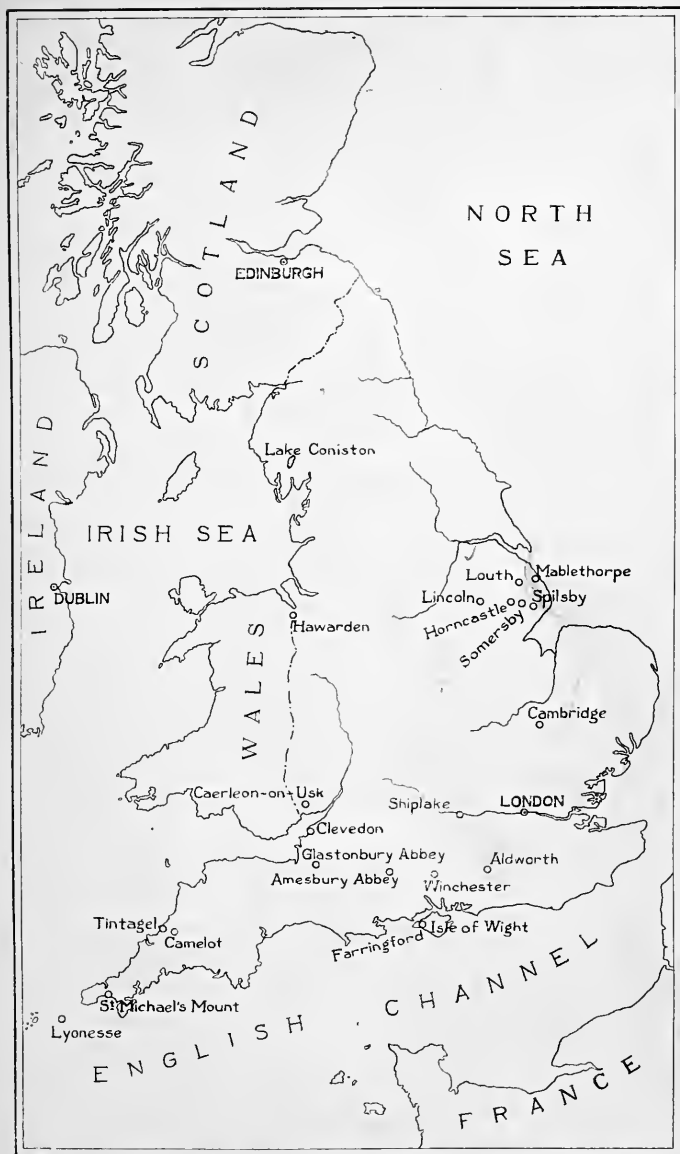 NORTH
SEA
SCOTLAND
EDINBURGH
IRELAND
Lake Coniston
IRISH SEA
DUBLIN
Louth
Mablethorpe
Lincoln
Spilsby
Horncastle
Somersby
Hawarden
WALES
Cambridge
Caerleon-on-Usk
Shiplake
LONDON
Clevedon
Glastonbury Abbey
Aldworth
Amesbury Abbey
Winchester
Tintagel
Camelot
Farringford
Isle of Wight
St. Michael's Mount
Lyonesse
ENGLISH CHANNEL
FRANCE